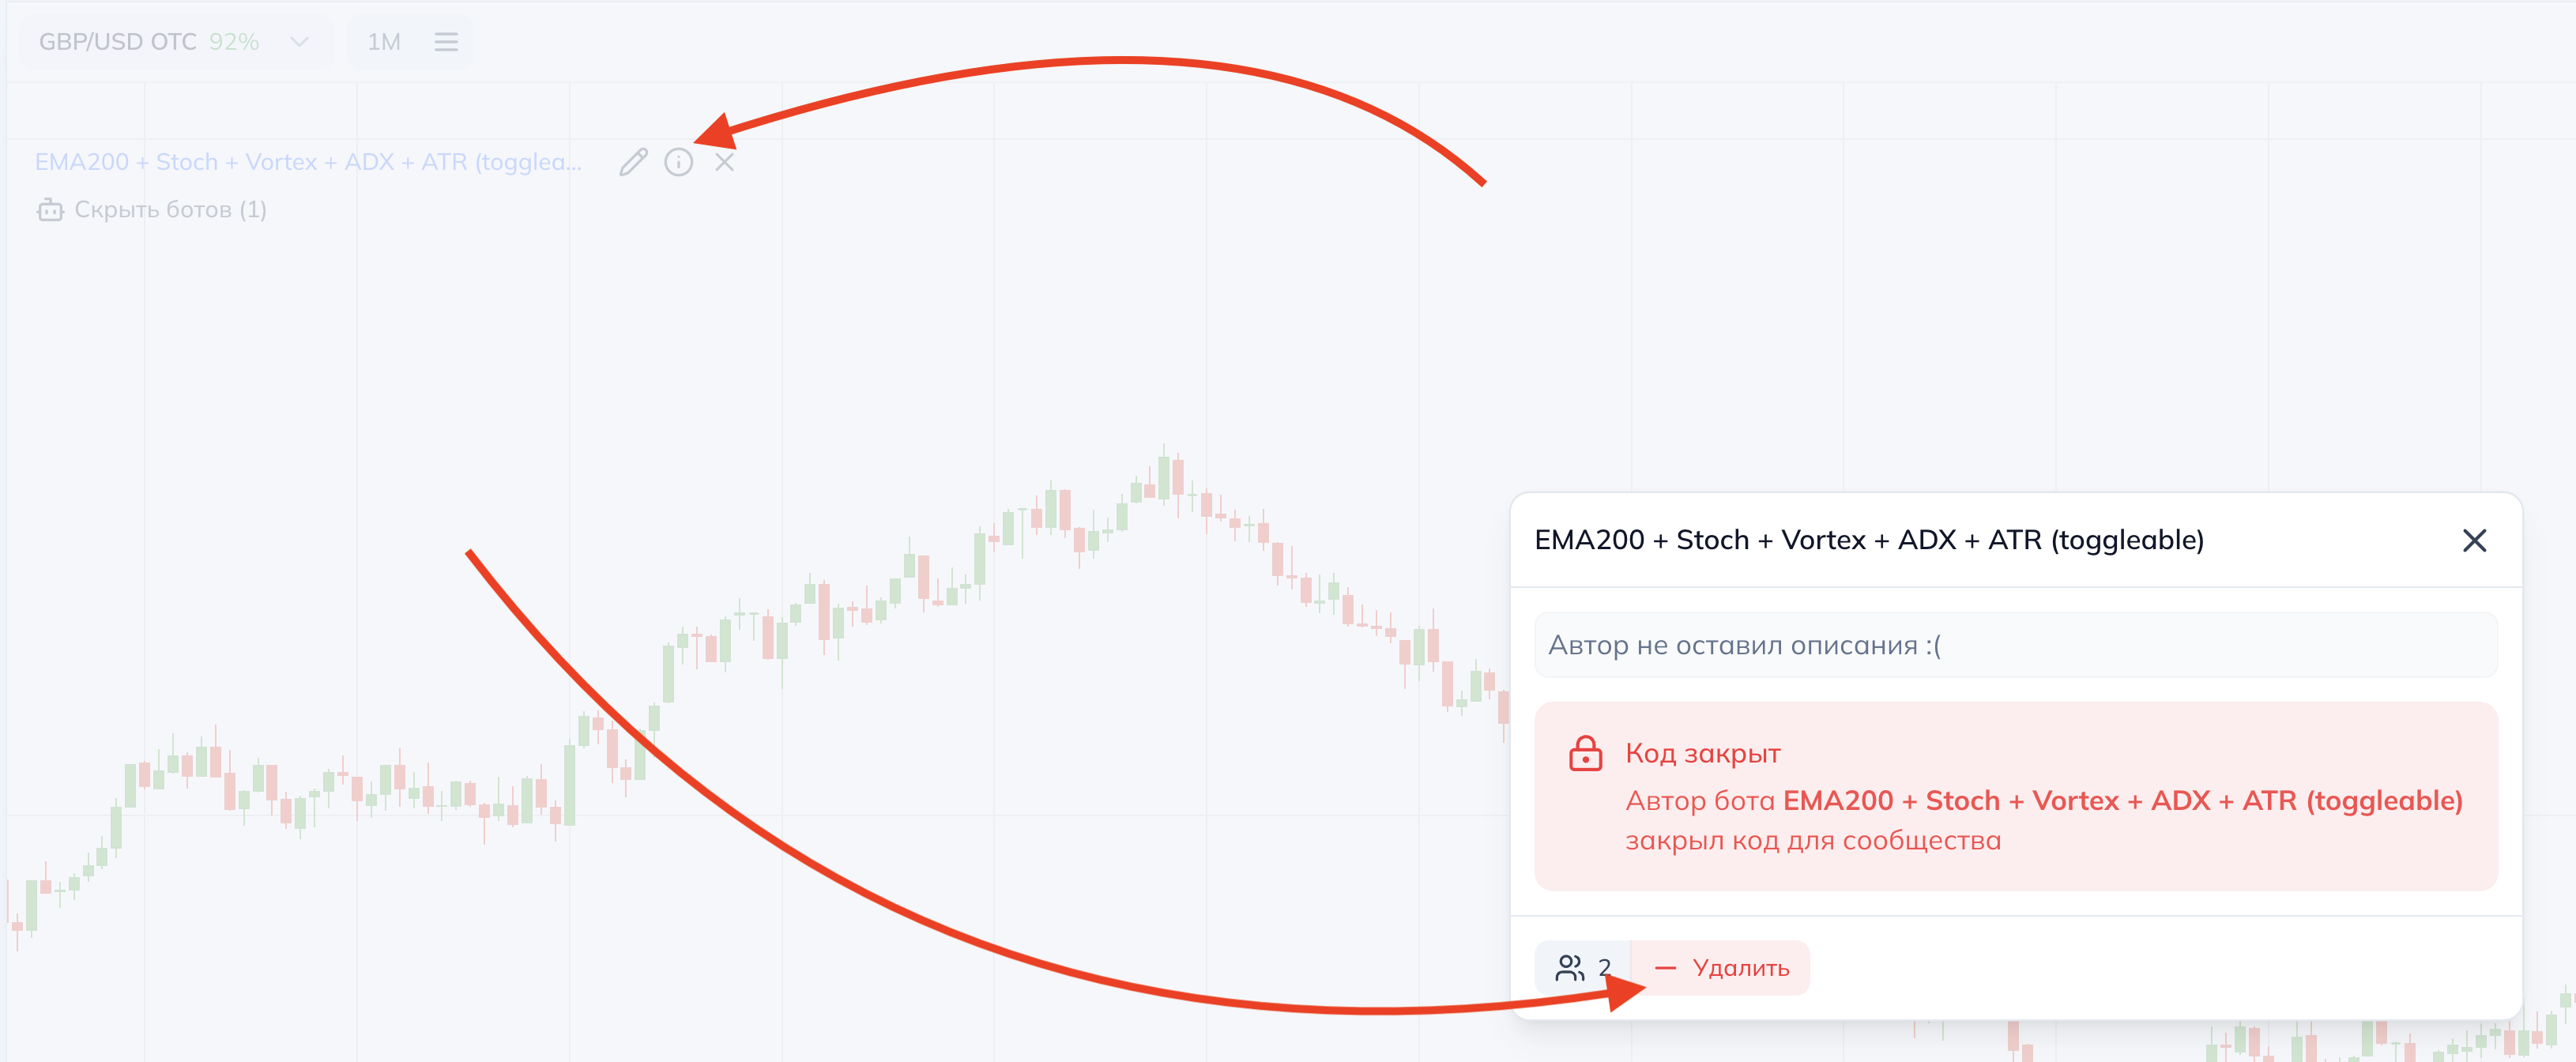 GBP/USD OTC 92% 1M
EMA200 + Stoch + Vortex + ADX + ATR (togglea...
Скрыть ботов (1)
EMA200 + Stoch + Vortex + ADX + ATR (toggleable)
Автор не оставил описания :(
Код закрыт
Автор бота EMA200 + Stoch + Vortex + ADX + ATR (toggleable)
закрыл код для сообщества
2 Удалить